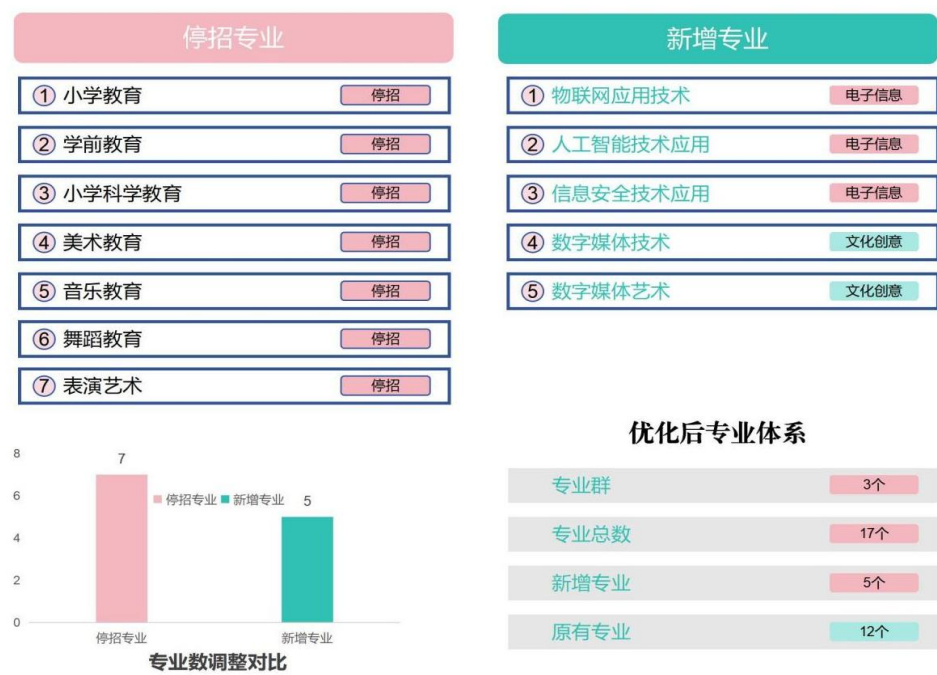 停招专业
① 小学教育 停招
② 学前教育 停招
③ 小学科学教育 停招
④ 美术教育 停招
⑤ 音乐教育 停招
⑥ 舞蹈教育 停招
⑦ 表演艺术 停招
新增专业
① 物联网应用技术 电子信息
② 人工智能技术应用 电子信息
③ 信息安全技术应用 电子信息
④ 数字媒体技术 文化创意
⑤ 数字媒体艺术 文化创意
8
6
4
2
0
7
停招专业 新增专业
5
停招专业 新增专业
专业数调整对比
优化后专业体系
专业群 3个
专业总数 17个
新增专业 5个
原有专业 12个